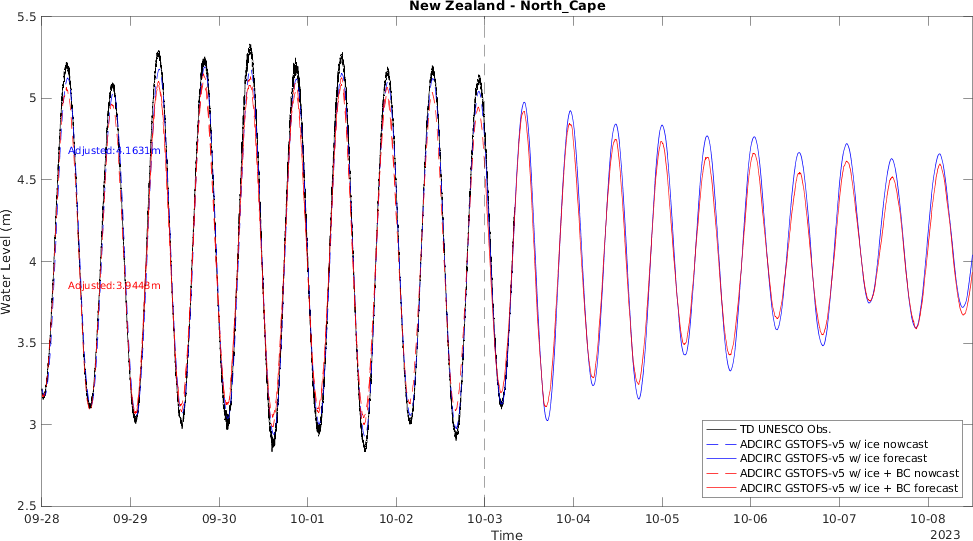 New Zealand - North_Cape
5.5
5
4.5
4
3.5
3
2.5
Water Level (m)
Adjusted:4.1631m
Adjusted:3.9448m
TD UNESCO Obs.
ADCIRC GSTOFS-v5 w/ ice nowcast
ADCIRC GSTOFS-v5 w/ ice forecast
ADCIRC GSTOFS-v5 w/ ice + BC nowcast
ADCIRC GSTOFS-v5 w/ ice + BC forecast
09-28 09-29 09-30 10-01 10-02 10-03 10-04 10-05 10-06 10-07 10-08
Time
2023